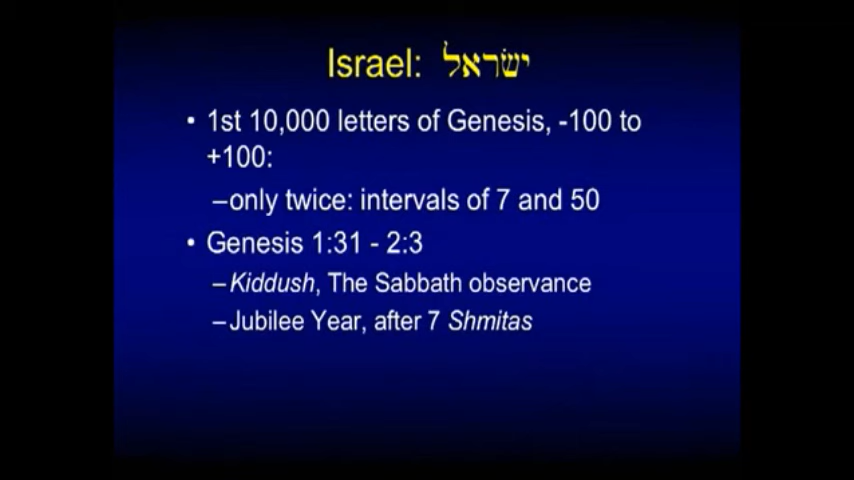 Israel: ישׂראל
• 1st 10,000 letters of Genesis, -100 to
+100:
–only twice: intervals of 7 and 50
• Genesis 1:31 - 2:3
–Kiddush, The Sabbath observance
–Jubilee Year, after 7 Shmitas